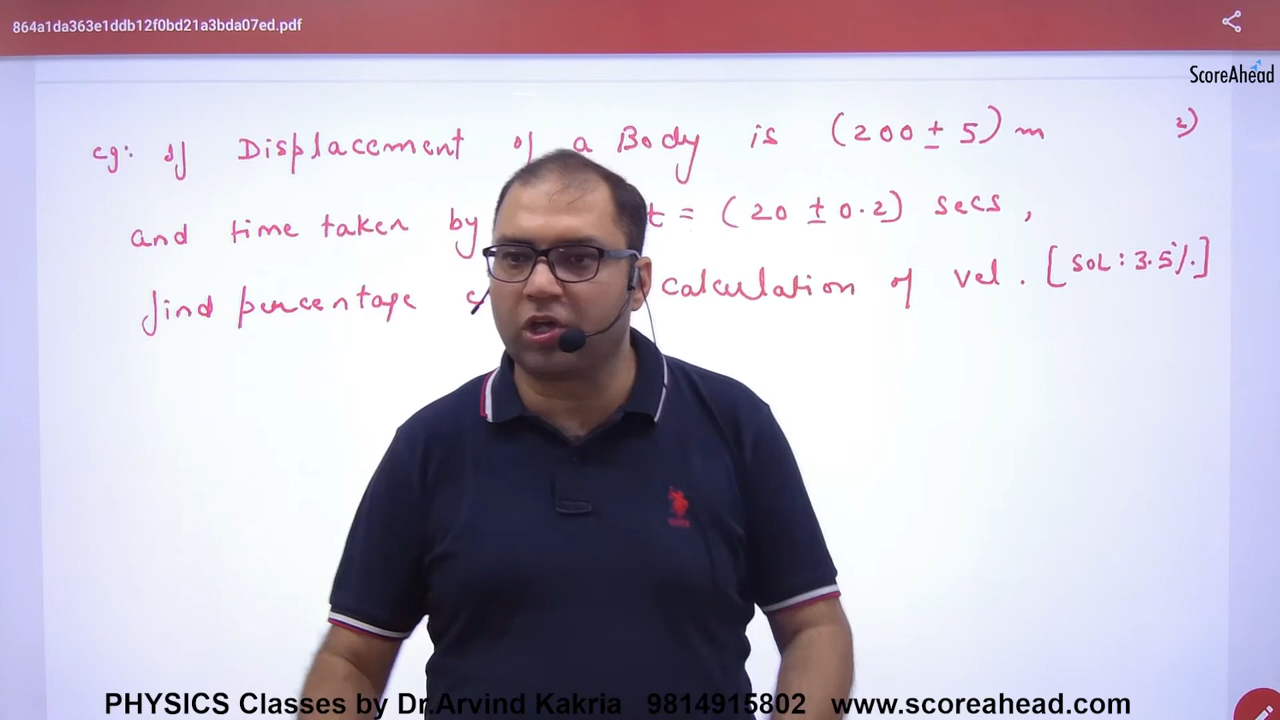 864a1da363e1ddb12f0bd21a3bda07ed.pdf
ScoreAhead
eg: If Displacement of a Body is (200 ± 5) m
2)
and time taken by t = (20 ± 0.2) secs,
find percentage calculation of vel. [SOL: 3.5%]
PHYSICS Classes by Dr.Arvind Kakria 9814915802 www.scoreahead.com